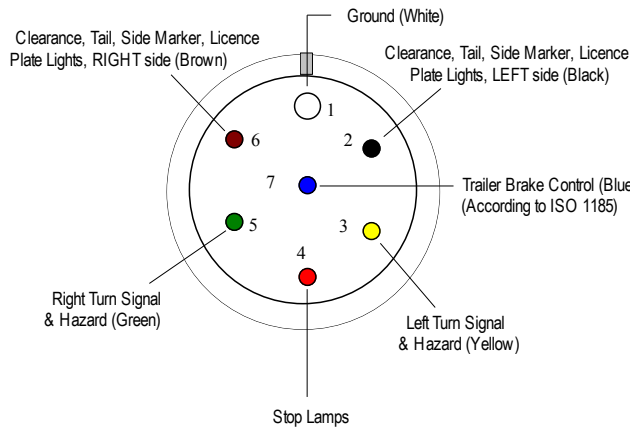 Ground (White)
Clearance, Tail, Side Marker, Licence
Plate Lights, RIGHT side (Brown)
Clearance, Tail, Side Marker, Licence
Plate Lights, LEFT side (Black)
1
6
2
7
Trailer Brake Control (Blue
(According to ISO 1185)
5
3
4
Right Turn Signal
& Hazard (Green)
Left Turn Signal
& Hazard (Yellow)
Stop Lamps